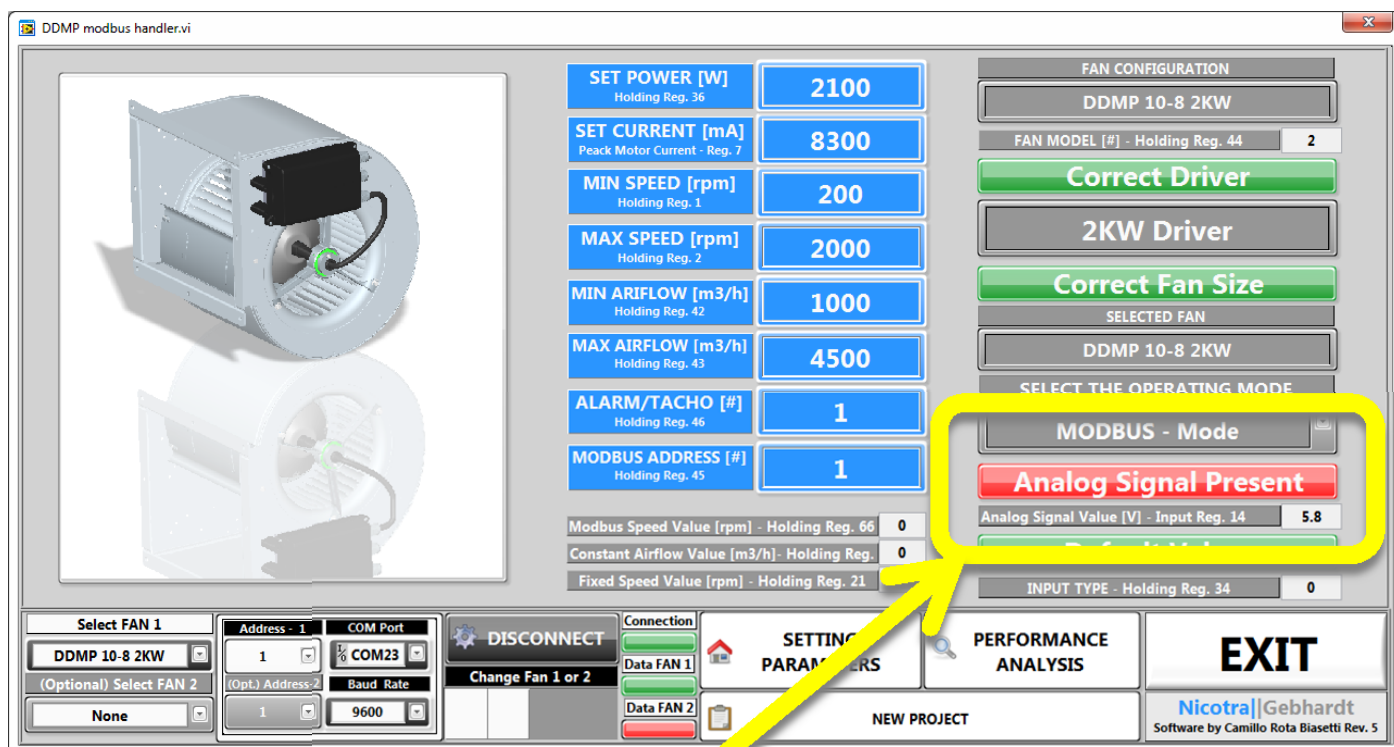 DDMP modbus handler.vi
SET POWER [W]
Holding Reg. 36
2100
SET CURRENT [mA]
Peack Motor Current - Reg. 7
8300
MIN SPEED [rpm]
Holding Reg. 1
200
MAX SPEED [rpm]
Holding Reg. 2
2000
MIN ARIFLOW [m3/h]
Holding Reg. 42
1000
MAX AIRFLOW [m3/h]
Holding Reg. 43
4500
ALARM/TACHO [#]
Holding Reg. 46
1
MODBUS ADDRESS [#]
Holding Reg. 45
1
Modbus Speed Value [rpm] - Holding Reg. 66 0
Constant Airflow Value [m3/h]- Holding Reg. 0
Fixed Speed Value [rpm] - Holding Reg. 21
FAN CONFIGURATION
DDMP 10-8 2KW
FAN MODEL [#] - Holding Reg. 44 2
Correct Driver
2KW Driver
Correct Fan Size
SELECTED FAN
DDMP 10-8 2KW
SELECT THE OPERATING MODE
MODBUS - Mode
Analog Signal Present
Analog Signal Value [V] - Input Reg. 14 5.8
INPUT TYPE - Holding Reg. 34 0
Select FAN 1
DDMP 10-8 2KW
(Optional) Select FAN 2
None
Address - 1
1
(Opt.) Address-2
1
COM Port
COM23
Baud Rate
9600
DISCONNECT
Change Fan 1 or 2
Connection
Data FAN 1
Data FAN 2
SETTING
PARAMETERS
PERFORMANCE
ANALYSIS
NEW PROJECT
EXIT
Nicotra||Gebhardt
Software by Camillo Rota Biasetti Rev. 5